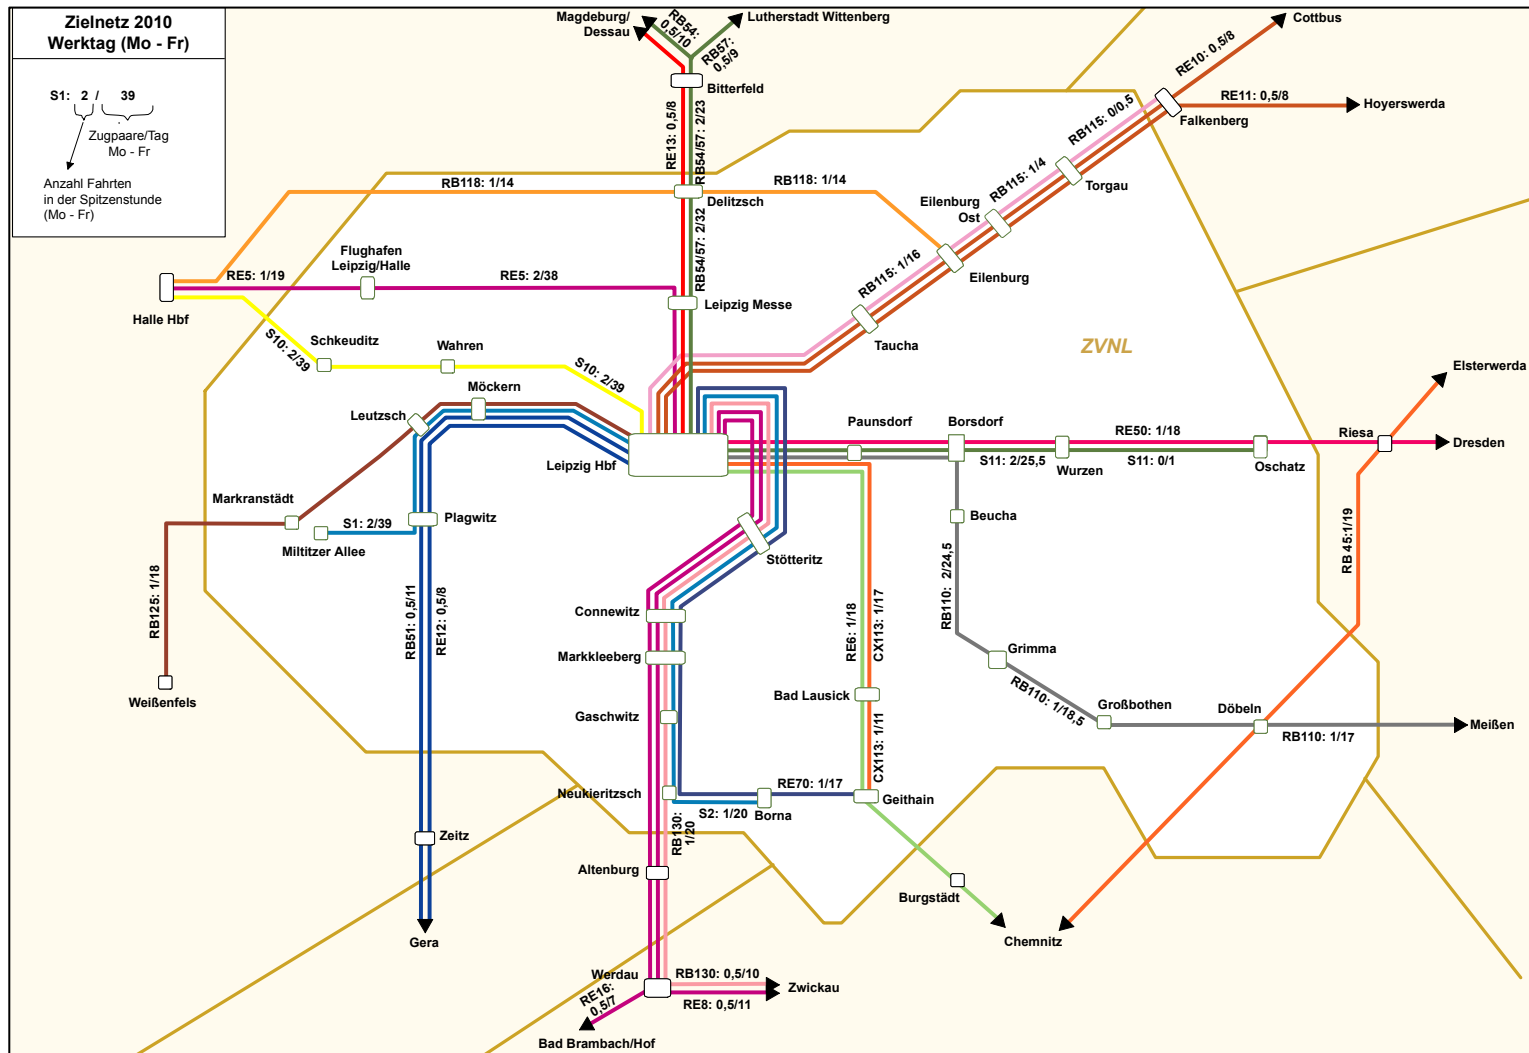 Zielnetz 2010
Werktag (Mo - Fr)
S1: 2 / 39
Zugpaare/Tag
Mo - Fr
Anzahl Fahrten
in der Spitzenstunde
(Mo - Fr)
Magdeburg/
Dessau
RB54:
0,5/10
Lutherstadt Wittenberg
RB57:
0,5/9
Bitterfeld
RE13: 0,5/8
RB54/57: 2/23
Cottbus
RE10: 0,5/8
RE11: 0,5/8
Hoyerswerda
Falkenberg
RB115: 0/0,5
Torgau
RB115: 1/4
Eilenburg
Ost
RB118: 1/14
Delitzsch
RB118: 1/14
RB54/57: 2/32
Eilenburg
RB115: 1/16
Flughafen
Leipzig/Halle
RE5: 1/19
RE5: 2/38
Leipzig Messe
Halle Hbf
Taucha
ZVNL
S10: 2/39
Schkeuditz
Wahren
S10: 2/39
Möckern
Leutzsch
Elsterwerda
Leipzig Hbf
Paunsdorf
Borsdorf
RE50: 1/18
Riesa
Dresden
S11: 2/25,5
Wurzen
S11: 0/1
Oschatz
Markranstädt
S1: 2/39
Plagwitz
Miltitzer Allee
Beucha
Stötteritz
RB 45:1/19
RB125: 1/18
RB51: 0,5/11
RE12: 0,5/8
RB110: 2/24,5
Connewitz
RE6: 1/18
CX113: 1/17
Markkleeberg
Grimma
Weißenfels
Bad Lausick
RB110: 1/18,5
Gaschwitz
Großbothen
Döbeln
Meißen
RB110: 1/17
CX113: 1/11
Neukieritzsch
RE70: 1/17
Geithain
S2: 1/20
Borna
RB130:
1/20
Zeitz
Altenburg
Burgstädt
Gera
Chemnitz
Werdau
RB130: 0,5/10
Zwickau
RE8: 0,5/11
RE16:
0,5/7
Bad Brambach/Hof